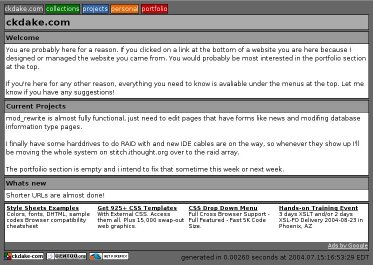 ckdake.com collections projects personal portfolio
ckdake.com
Welcome
You are probably here for a reason. If you clicked on a link at the bottom of a website you are here because I
designed or managed the website you came from. You would probably be most interested in the portfolio section
at the top.
If you're here for any other reason, everything you need to know is avaliable under the menus at the top. Let me
know if you have any suggestions!
Current Projects
mod_rewrite is almost fully functional, just need to edit pages that have forms like news and modifing database
information type pages.
I finally have some harddrives to do RAID with and new IDE cables are on the way, so whenever they show up I'll
be moving the whole system on stitch.ithought.org over to the raid array.
The portfolio section is empty and i intend to fix that sometime this week or next week.
Whats new
Shorter URLs are almost done!
Style Sheets Examples Get 925+ CSS Templates CSS Drop Down Menu Hands-on Training Event
Colors, fonts, DHTML, sample With External CSS. Access Full Cross Browser Support - 3 days XSLT and/or 2 days
codes Browser compatibility them all. Plus 15,000 swap-out Full Featured - Fast 5K Code XSL-FO Delivery 2004-08-23 in
cheatsheet web graphics. Size. Phoenix, AZ
Ads by Google
ckdake.com GENTOO generated in 0.00260 seconds at 2004.07.15:16:53:29 EDT